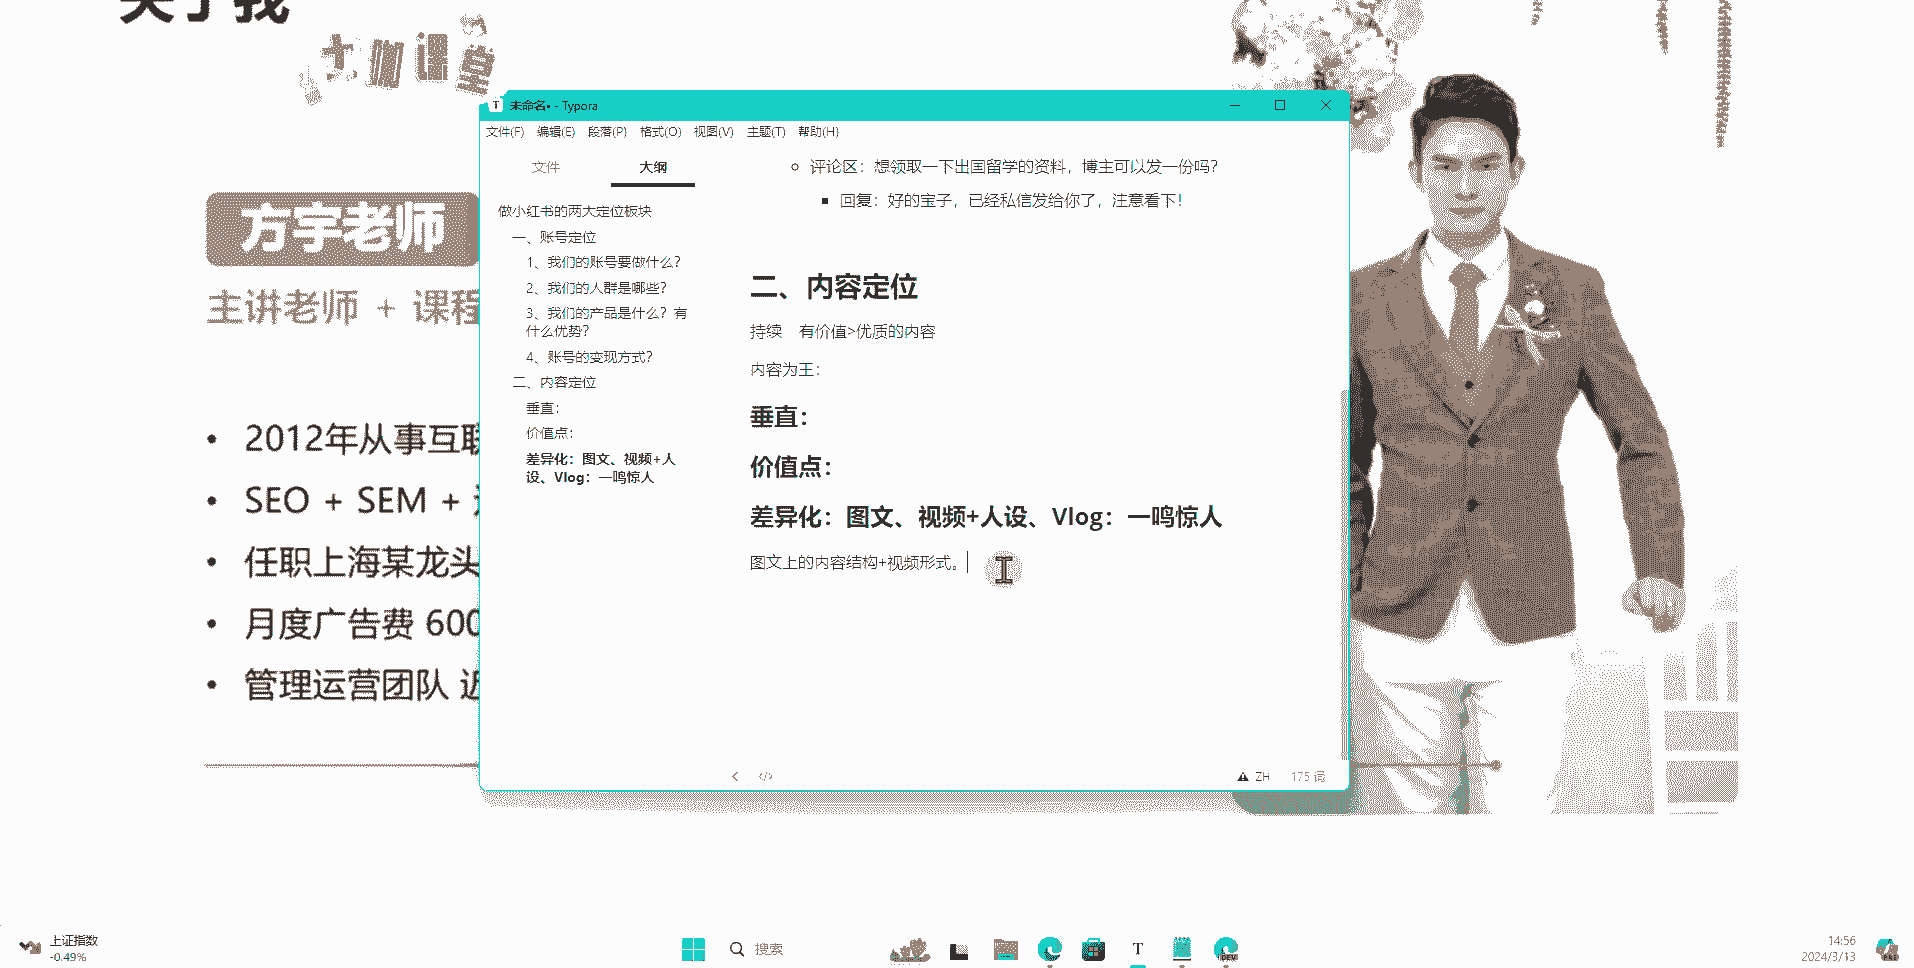 关于我
大咖课堂
方宇老师
主讲老师 + 课程
2012年从事互联
SEO + SEM +
任职上海某龙头
月度广告费 600
管理运营团队 近
未命名• - Typora
文件(F) 编辑(E) 段落(P) 格式(O) 视图(V) 主题(T) 帮助(H)
文件 大纲
做小红书的两大定位板块
一、账号定位
1、我们的账号要做什么？
2、我们的人群是哪些？
3、我们的产品是什么？有
什么优势？
4、账号的变现方式？
二、内容定位
垂直：
价值点：
差异化：图文、视频+人
设、Vlog：一鸣惊人
评论区：想领取一下出国留学的资料，博主可以发一份吗？
回复：好的宝子，已经私信发给你了，注意看下！
二、内容定位
持续 有价值>优质的内容
内容为王：
垂直：
价值点：
差异化：图文、视频+人设、Vlog：一鸣惊人
图文上的内容结构+视频形式。
ZH 175 词
上证指数
-0.49%
搜索
14:56
2024/3/13